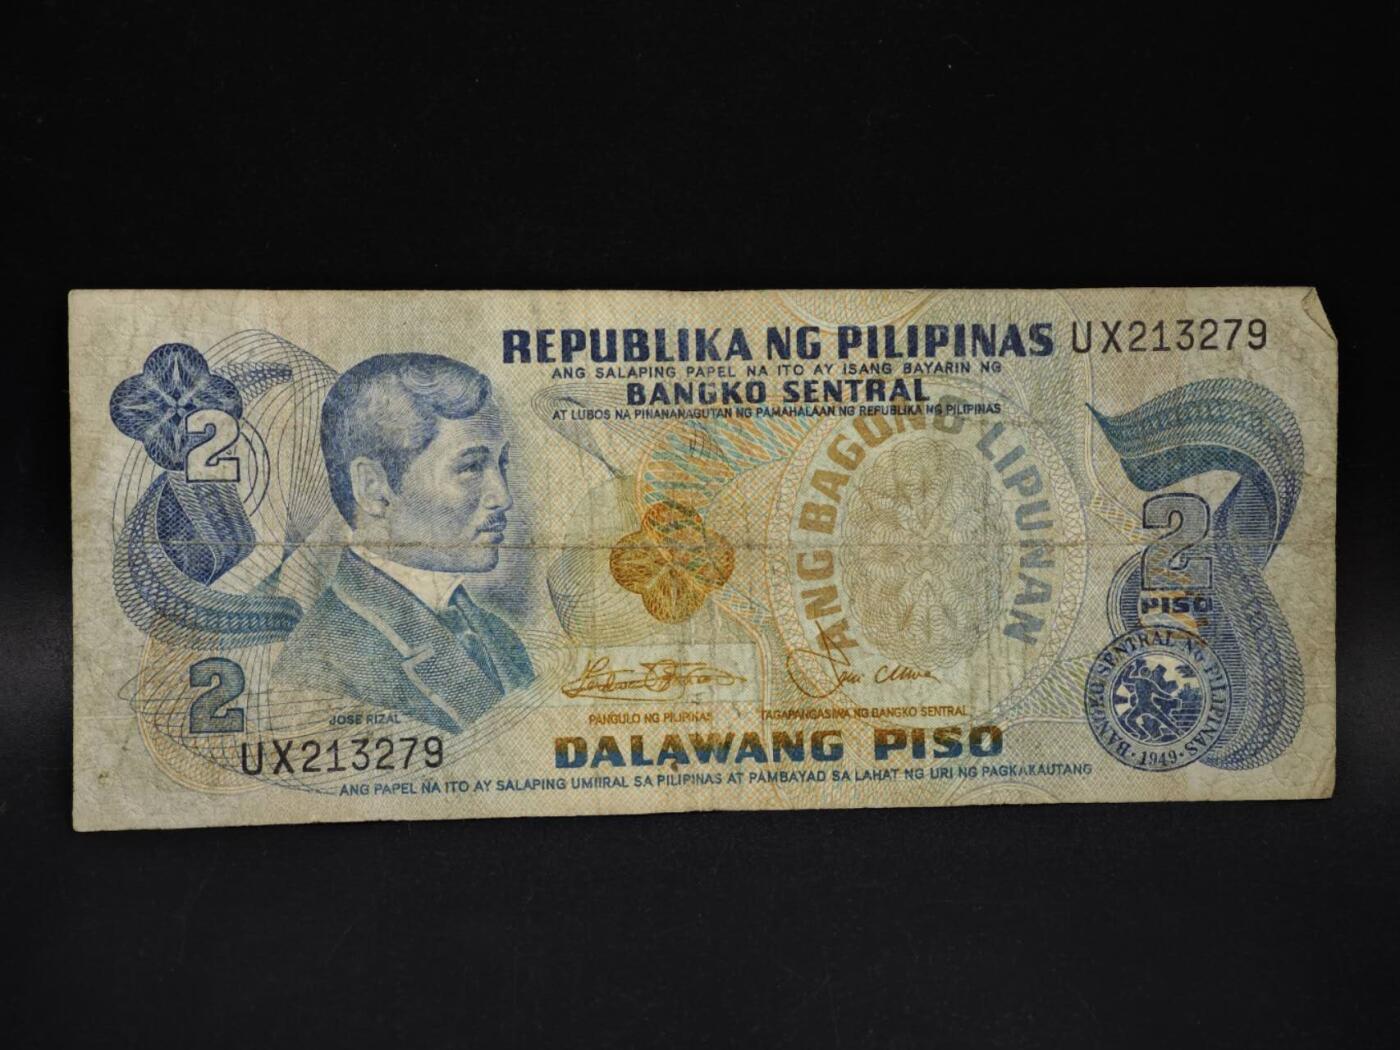 REPUBLIKA NG PILIPINAS UX213279
ANG SALAPING PAPEL NA ITO AY ISANG BAYARIN NG
BANGKO SENTRAL
AT LUBOS NA PINANANAGUTAN NG PAMAHALAAN NG REPUBLIKA NG PILIPINAS
2
ANG BAGONG LIPUNAN
2
PISO
BANGKO SENTRAL NG PILIPINAS
1949
2
JOSE RIZAL
PANGULO NG PILIPINAS
TAGAPANGASIWA NG BANGKO SENTRAL
UX213279
DALAWANG PISO
ANG PAPEL NA ITO AY SALAPING UMIIRAL SA PILIPINAS AT PAMBAYAD SA LAHAT NG URI NG PAGKAKAUTANG